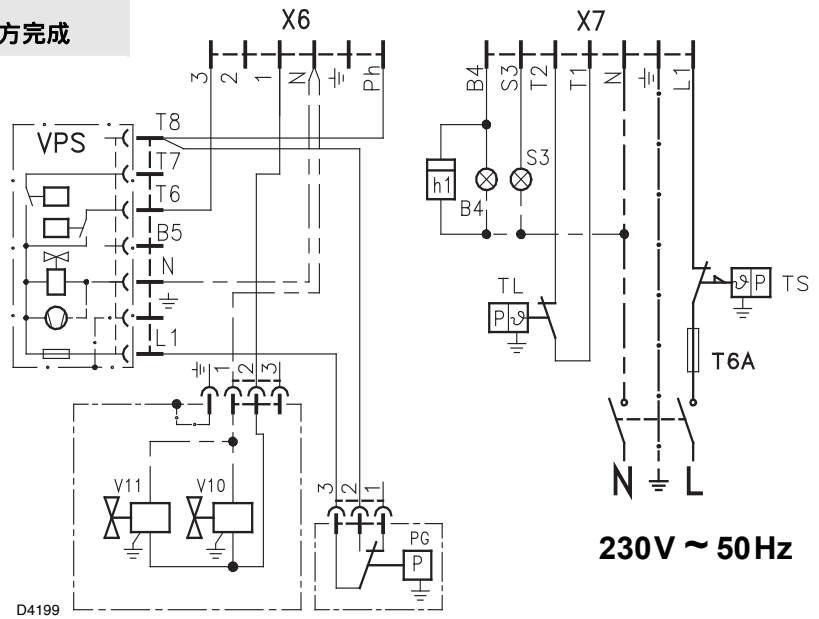 方完成
X6
X7
3 2 1 N Ph
B4 S3 T2 T1 N L1
VPS
T8
T7
T6
B5
N
L1
h1
B4
S3
TL
P ϑ
ϑ P
TS
T6A
1 2 3
V11
V10
3 2 1
PG
P
N L
230V ~ 50Hz
D4199